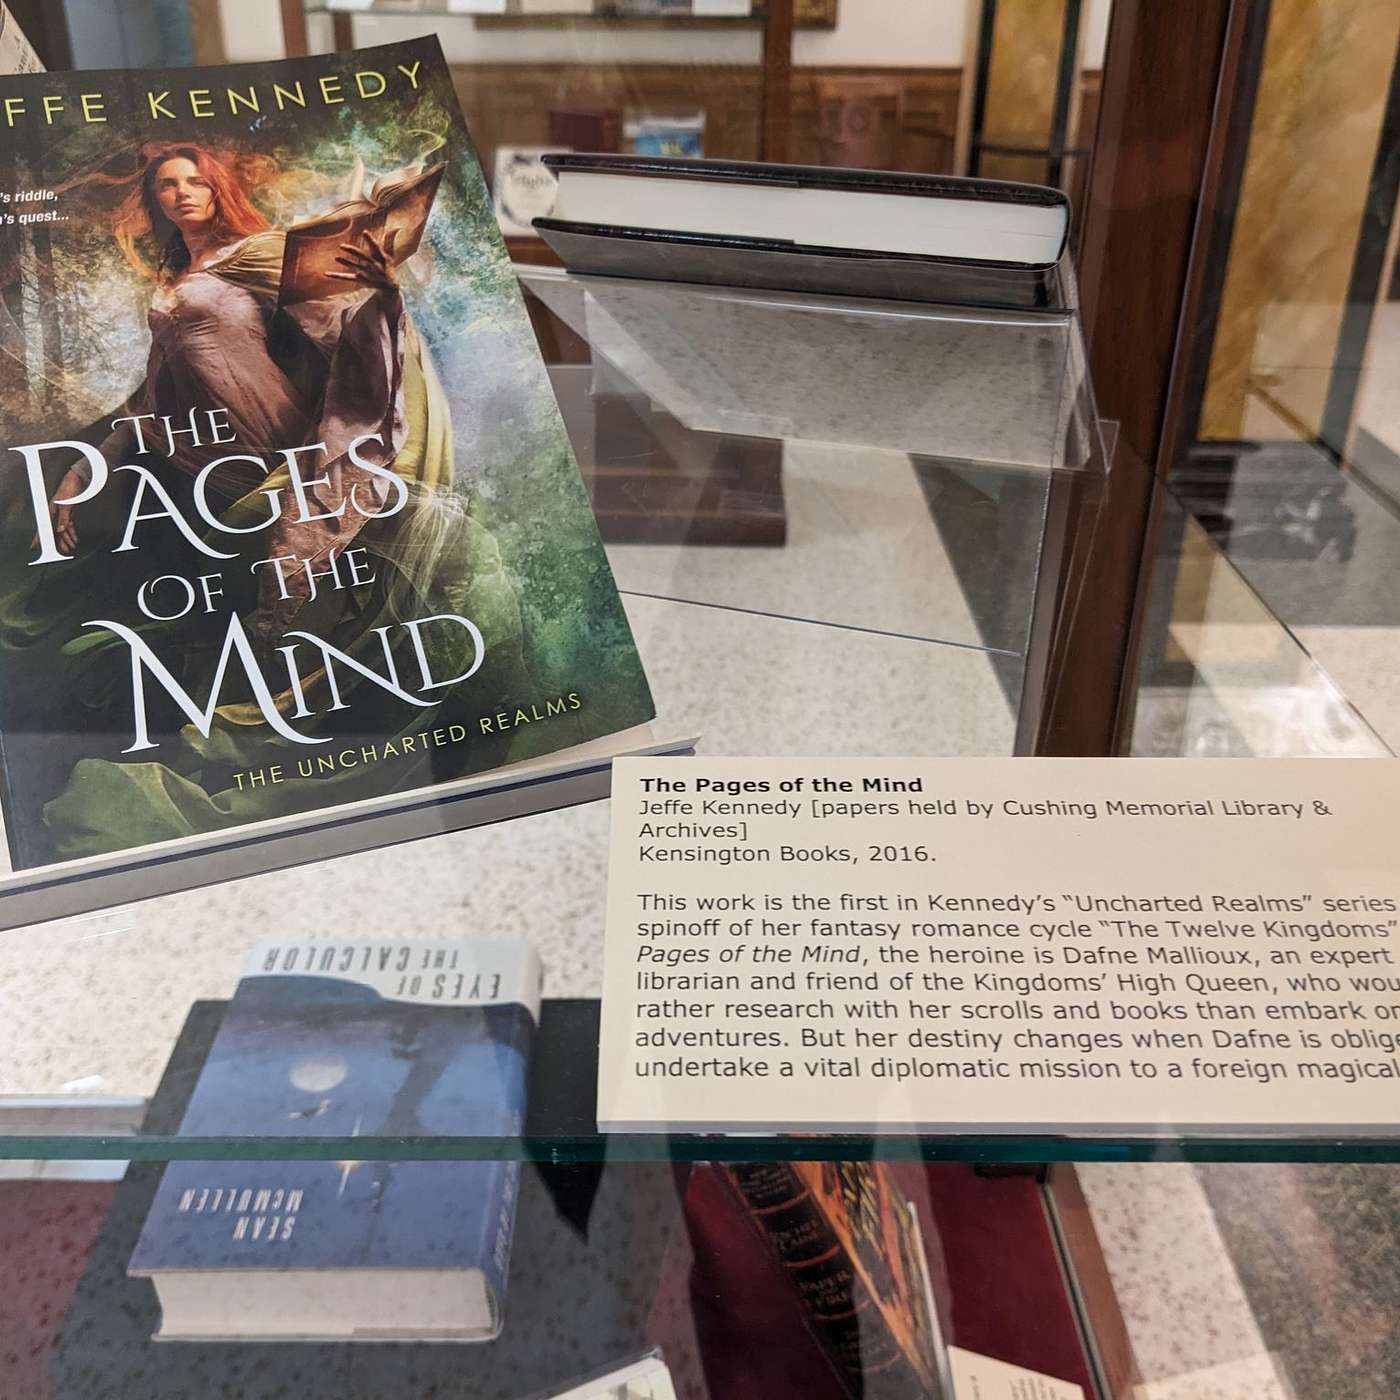 FFE KENNEDY
's riddle,
's quest...
THE
PAGES
OF THE
MIND
THE UNCHARTED REALMS
The Pages of the Mind
Jeffe Kennedy [papers held by Cushing Memorial Library &
Archives]
Kensington Books, 2016.
This work is the first in Kennedy's “Uncharted Realms” series
spinoff of her fantasy romance cycle “The Twelve Kingdoms”
Pages of the Mind, the heroine is Dafne Mallioux, an expert
librarian and friend of the Kingdoms' High Queen, who wou
rather research with her scrolls and books than embark on
adventures. But her destiny changes when Dafne is oblige
undertake a vital diplomatic mission to a foreign magical
EYES OF
THE CALCULOR
SEAN
MCMULLEN